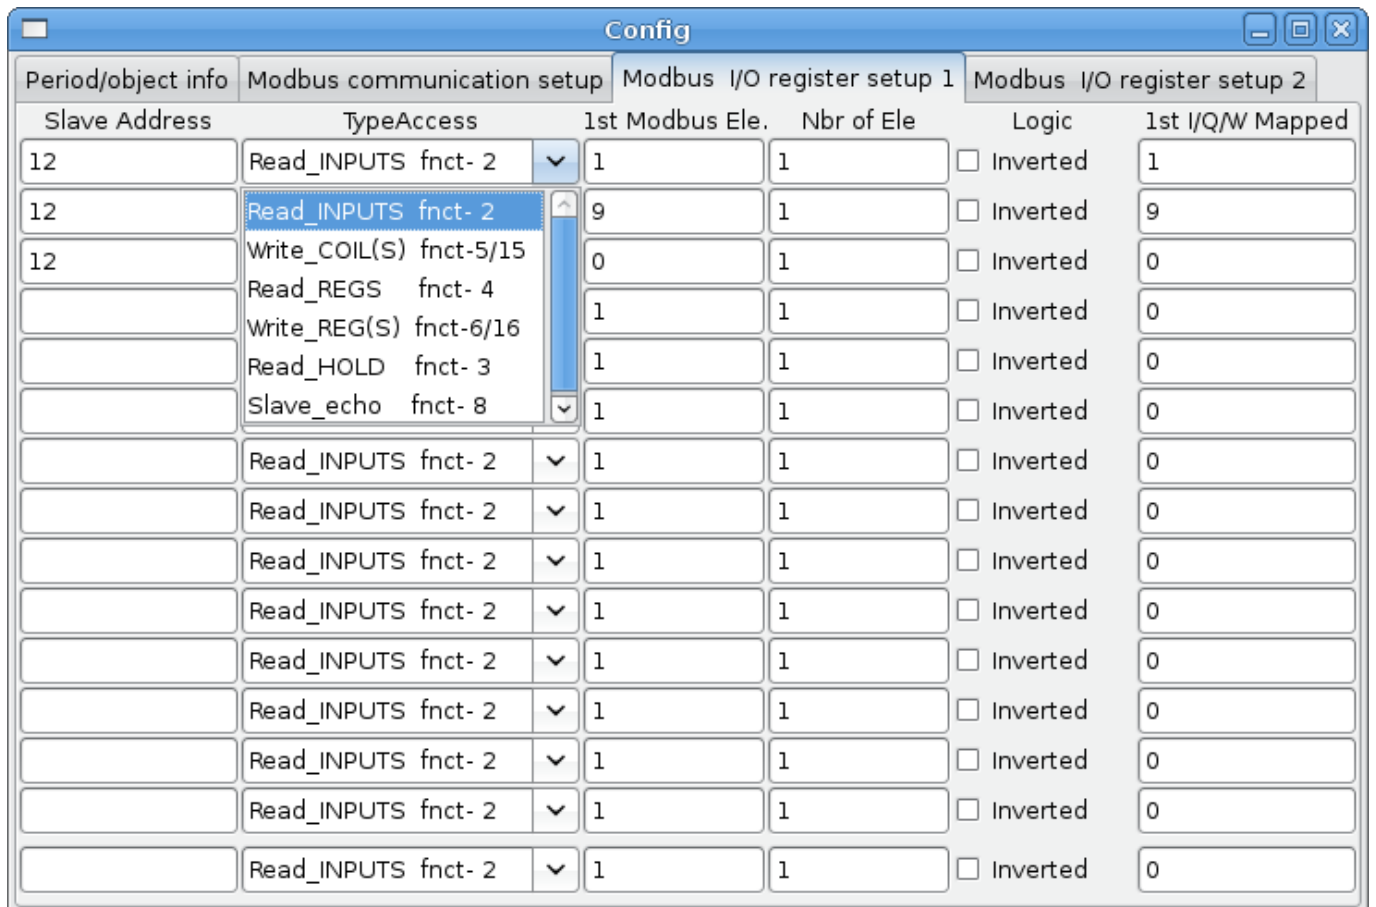 Config
Period/object info Modbus communication setup Modbus I/O register setup 1 Modbus I/O register setup 2
Slave Address TypeAccess 1st Modbus Ele. Nbr of Ele Logic 1st I/Q/W Mapped
12 Read_INPUTS fnct- 2 1 1 Inverted 1
12 Read_INPUTS fnct- 2 9 1 Inverted 9
Write_COIL(S) fnct-5/15
12 0 1 Inverted 0
Read_REGS fnct- 4
1 1 Inverted 0
Write_REG(S) fnct-6/16
Read_HOLD fnct- 3 1 1 Inverted 0
Slave_echo fnct- 8 1 1 Inverted 0
Read_INPUTS fnct- 2 1 1 Inverted 0
Read_INPUTS fnct- 2 1 1 Inverted 0
Read_INPUTS fnct- 2 1 1 Inverted 0
Read_INPUTS fnct- 2 1 1 Inverted 0
Read_INPUTS fnct- 2 1 1 Inverted 0
Read_INPUTS fnct- 2 1 1 Inverted 0
Read_INPUTS fnct- 2 1 1 Inverted 0
Read_INPUTS fnct- 2 1 1 Inverted 0
Read_INPUTS fnct- 2 1 1 Inverted 0